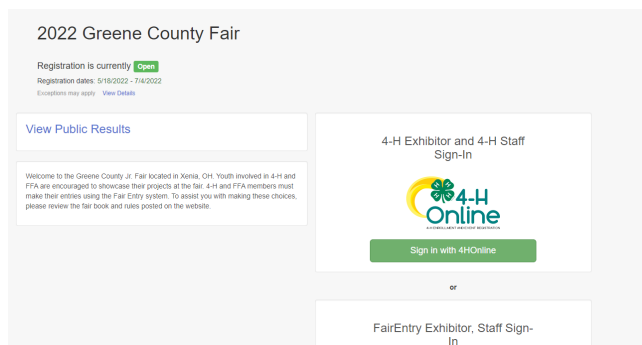 2022 Greene County Fair
Registration is currently Open
Registration dates: 5/18/2022 - 7/4/2022
Exceptions may apply View Details
View Public Results
Welcome to the Greene County Jr. Fair located in Xenia, OH. Youth involved in 4-H and
FFA are encouraged to showcase their projects at the fair. 4-H and FFA members must
make their entries using the Fair Entry system. To assist you with making these choices,
please review the fair book and rules posted on the website.
4-H Exhibitor and 4-H Staff
Sign-In
4-H
Online
4-H ENROLLMENT AND EVENT REGISTRATION
Sign in with 4HOnline
or
FairEntry Exhibitor, Staff Sign-
In